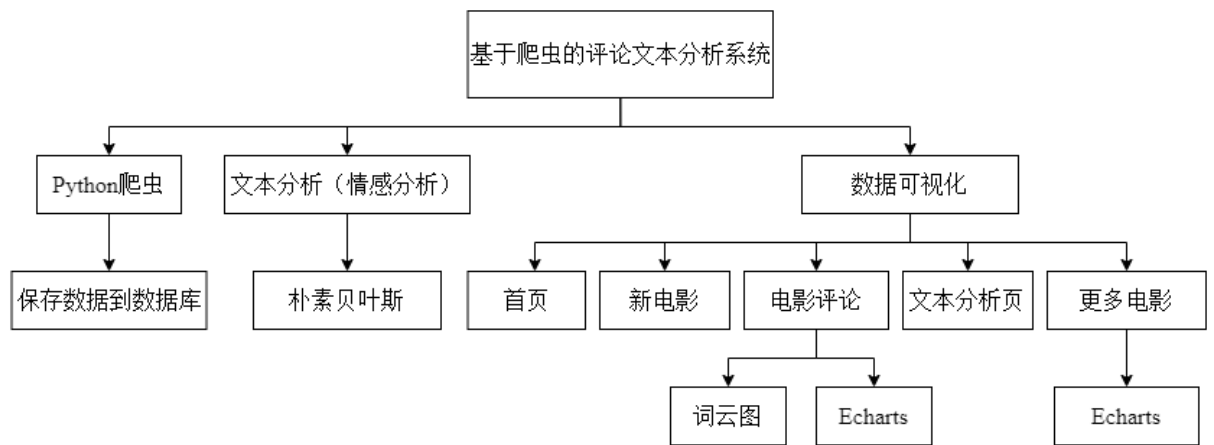 基于爬虫的评论文本分析系统
Python爬虫
文本分析（情感分析）
数据可视化
保存数据到数据库
朴素贝叶斯
首页
新电影
电影评论
文本分析页
更多电影
词云图
Echarts
Echarts